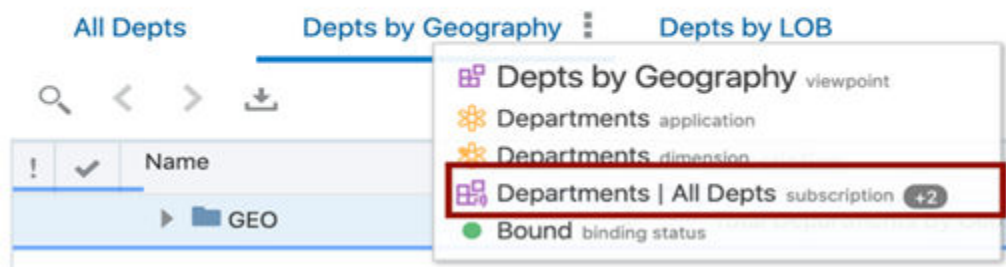 All Depts Depts by Geography Depts by LOB
Depts by Geography viewpoint
Departments application
Departments dimension
! Name
Departments | All Depts subscription +2
GEO
Bound binding status